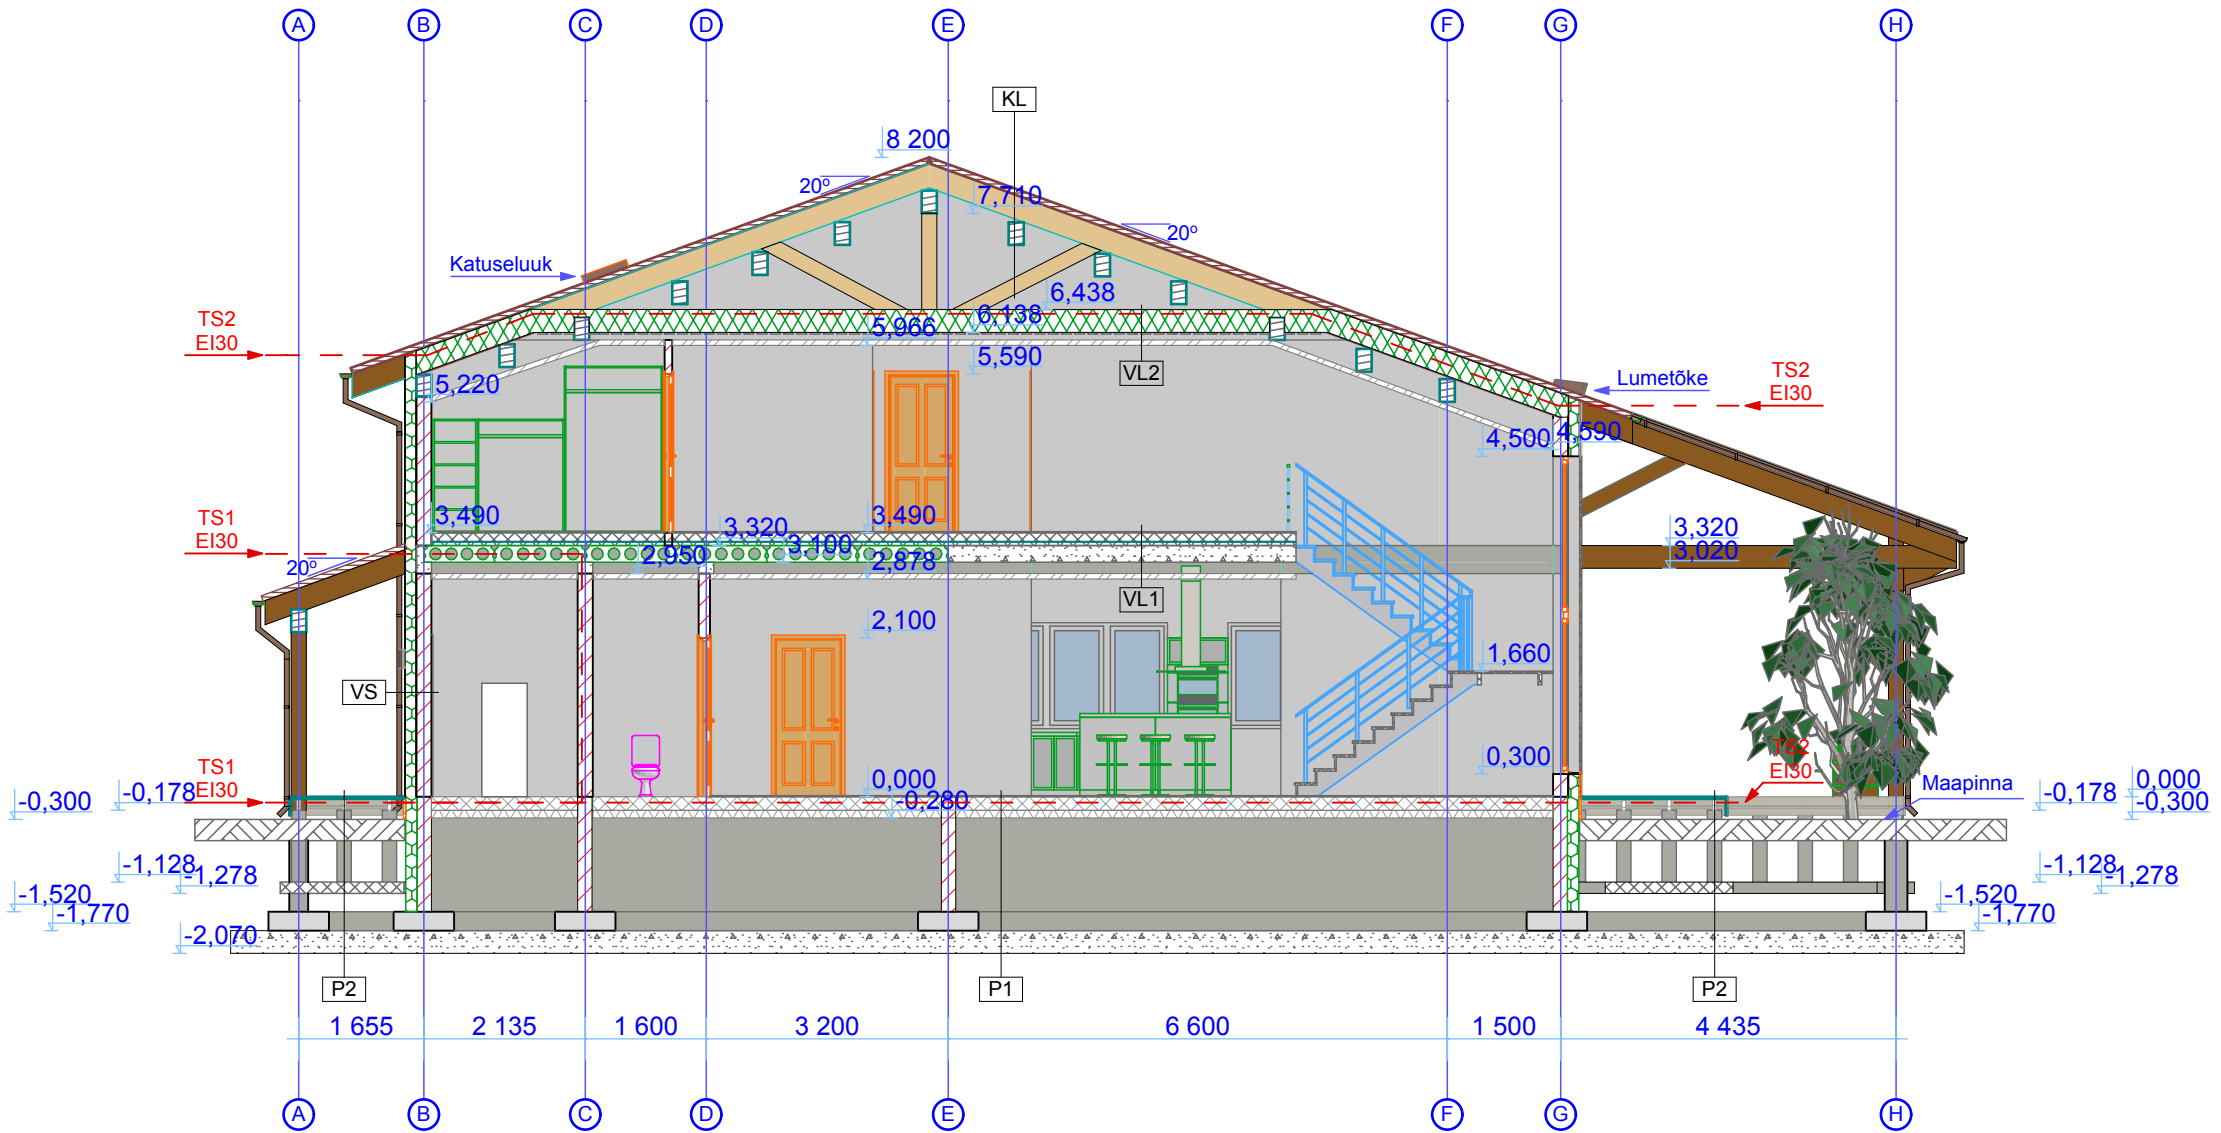 A B C D E F G H
KL
8 200
20º
7,710
20º
Katuseluuk
6,438
6,138
TS2
EI30
5,966
5,590
VL2
5,220
Lumetõke
TS2
EI30
4,500 4,590
3,490
3,490
TS1
EI30
3,320
3,320
3,100
2,950
2,878
3,020
20º
VL1
2,100
1,660
VS
0,300
TS2
EI30
TS1
EI30
0,000
-0,280
-0,178
-0,300
Maapinna
0,000
-0,178
-0,300
-1,128
-1,278
-1,520
-1,770
-2,070
-1,128
-1,278
-1,520
-1,770
P2 P1 P2
1 655 2 135 1 600 3 200 6 600 1 500 4 435
A B C D E F G H